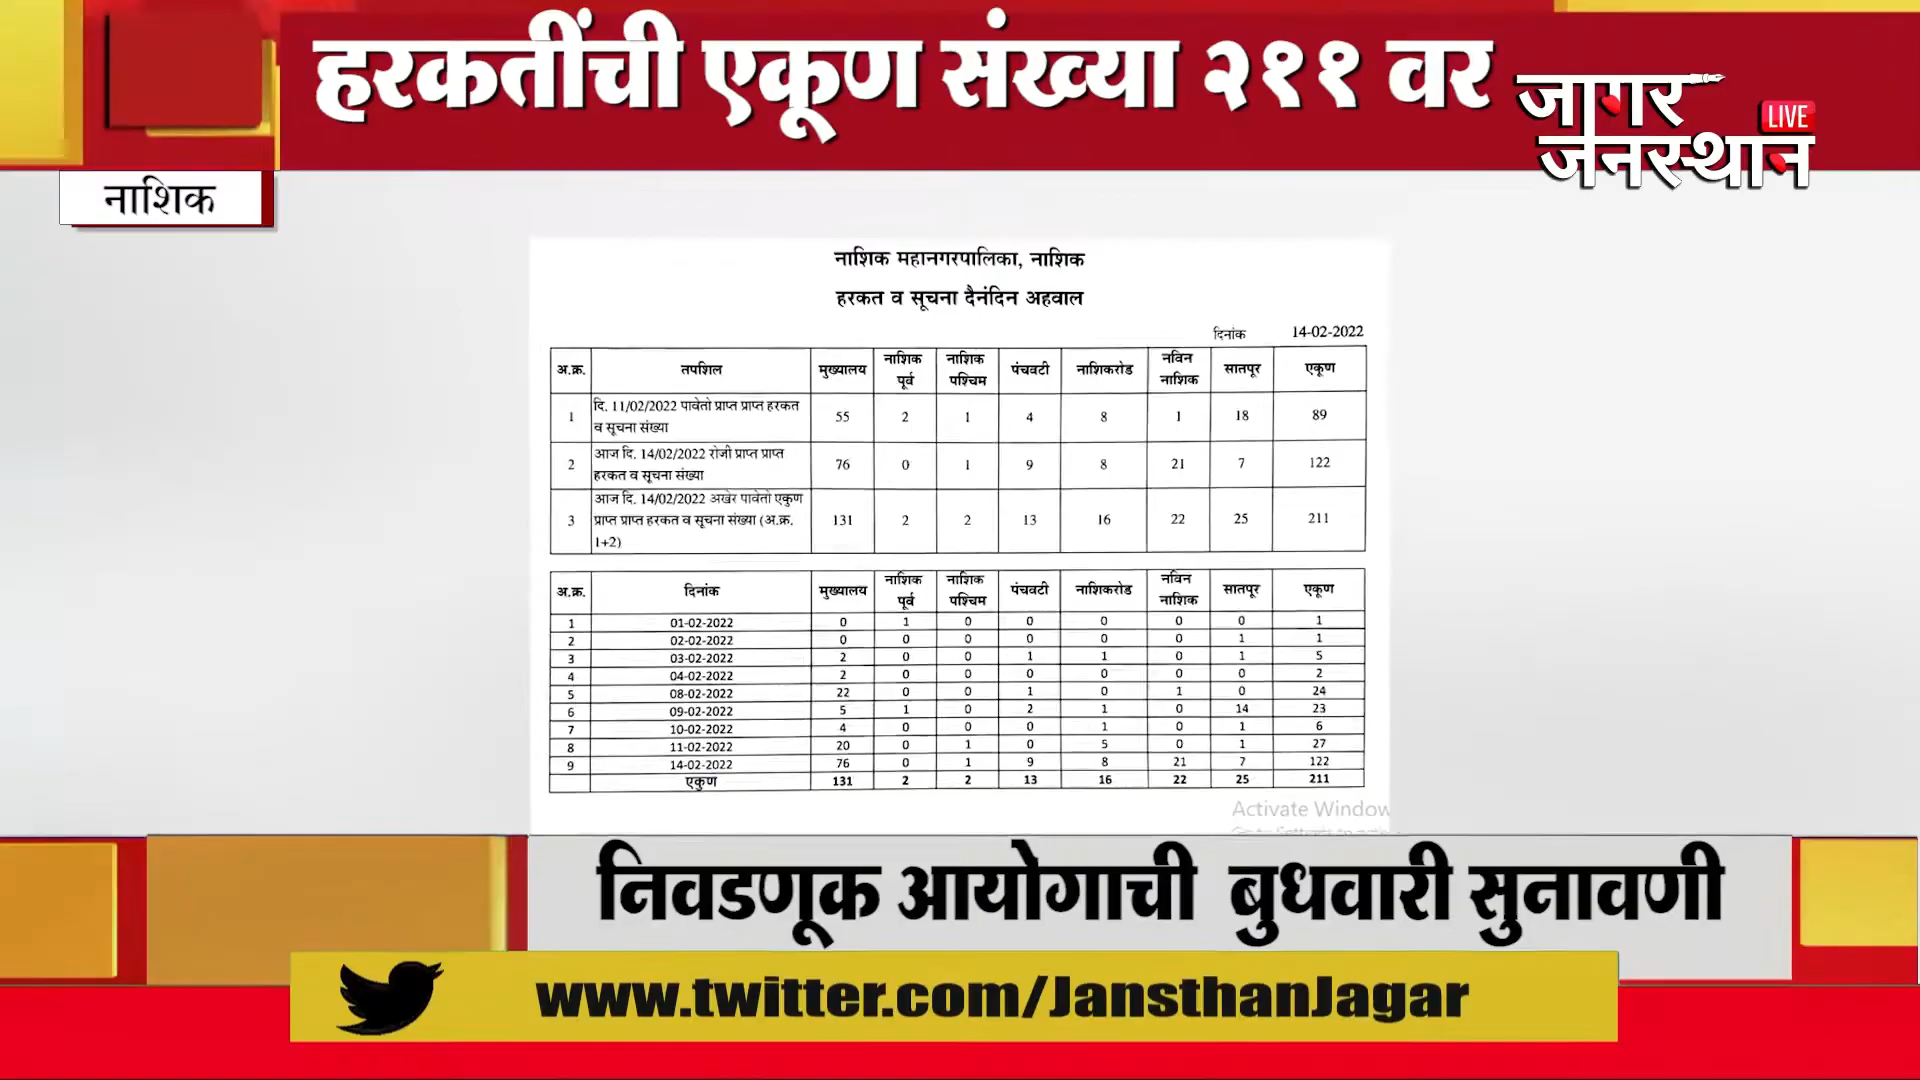 हरकतींची एकूण संख्या २११ वर
जागर
जनस्थान
LIVE
नाशिक
नाशिक महानगरपालिका, नाशिक
हरकत व सूचना दैनंदिन अहवाल
दिनांक 14-02-2022
अ.क्र. तपशिल मुख्यालय नाशिक पूर्व नाशिक पश्चिम पंचवटी नाशिकरोड नविन नाशिक सातपूर एकूण
1 दि. 11/02/2022 पावेतो प्राप्त प्राप्त हरकत व सूचना संख्या 55 2 1 4 8 1 18 89
2 आज दि. 14/02/2022 रोजी प्राप्त प्राप्त हरकत व सूचना संख्या 76 0 1 9 8 21 7 122
3 आज दि. 14/02/2022 अखेर पावेतो एकुण प्राप्त प्राप्त हरकत व सूचना संख्या (अ.क्र. 1+2) 131 2 2 13 16 22 25 211
अ.क्र. दिनांक मुख्यालय नाशिक पूर्व नाशिक पश्चिम पंचवटी नाशिकरोड नविन नाशिक सातपूर एकूण
1 01-02-2022 0 1 0 0 0 0 0 1
2 02-02-2022 0 0 0 0 0 0 1 1
3 03-02-2022 2 0 0 1 1 0 1 5
4 04-02-2022 2 0 0 0 0 0 0 2
5 08-02-2022 22 0 0 1 0 1 0 24
6 09-02-2022 5 1 0 2 1 0 14 23
7 10-02-2022 4 0 0 0 1 0 1 6
8 11-02-2022 20 0 1 0 5 0 1 27
9 14-02-2022 76 0 1 9 8 21 7 122
एकुण 131 2 2 13 16 22 25 211
Activate Window
निवडणूक आयोगाची बुधवारी सुनावणी
www.twitter.com/JansthanJagar